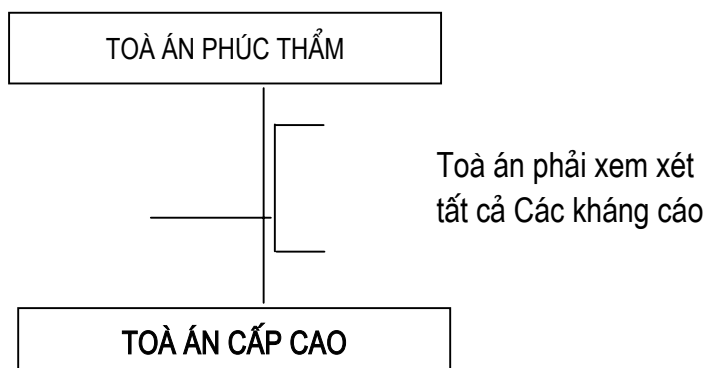 TOÀ ÁN PHÚC THẨM
Toà án phải xem xét
tất cả Các kháng cáo
TOÀ ÁN CẤP CAO